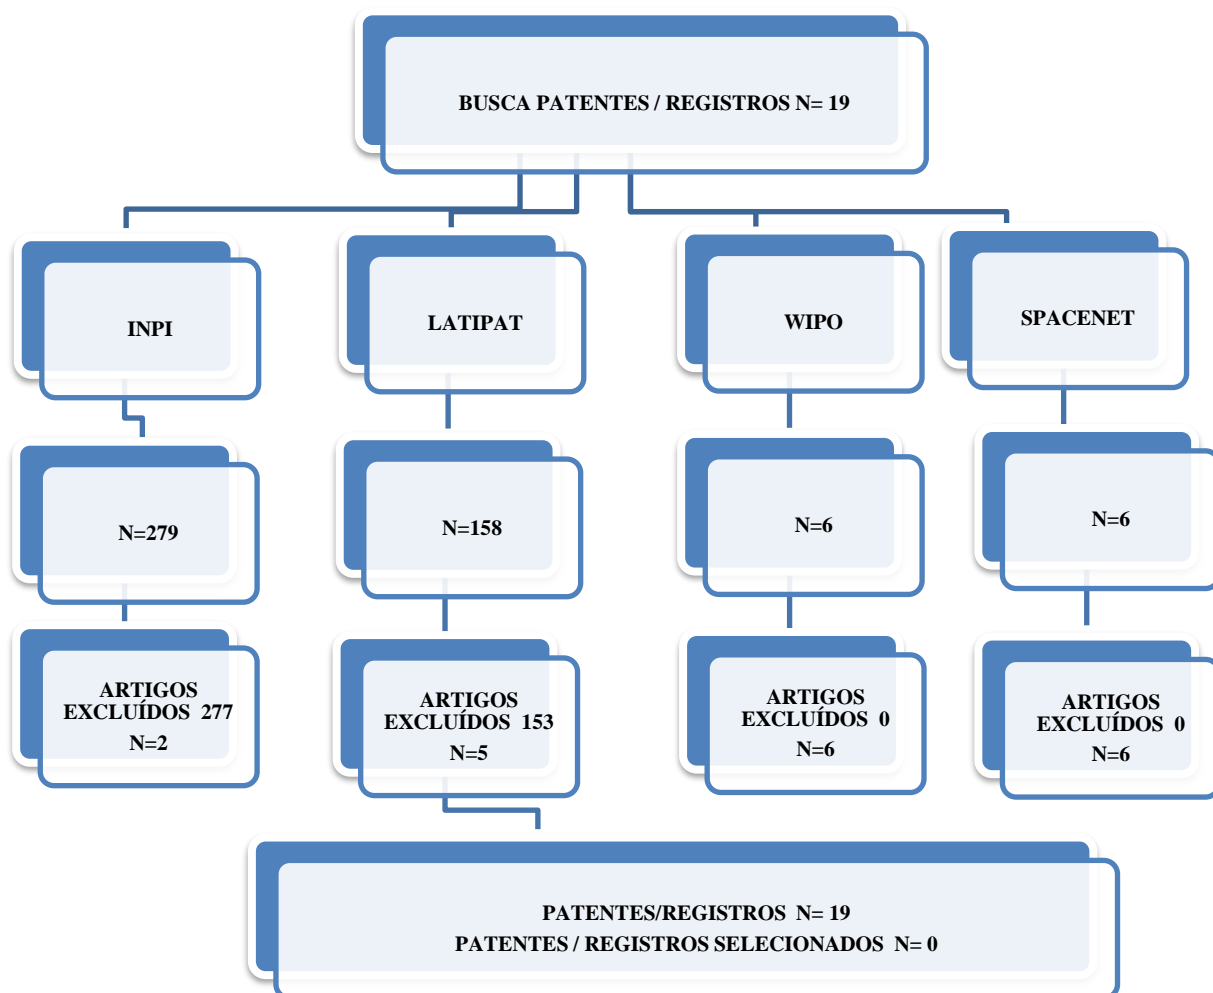 BUSCA PATENTES / REGISTROS N= 19
INPI
LATIPAT
WIPO
SPACENET
N=279
N=158
N=6
N=6
ARTIGOS
EXCLUÍDOS 277
N=2
ARTIGOS
EXCLUÍDOS 153
N=5
ARTIGOS
EXCLUÍDOS 0
N=6
ARTIGOS
EXCLUÍDOS 0
N=6
PATENTES/REGISTROS N= 19
PATENTES / REGISTROS SELECIONADOS N= 0